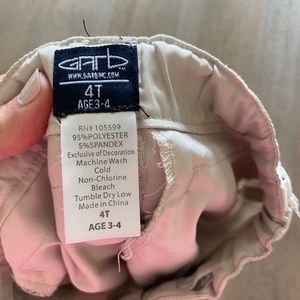 Garb
WWW.GARBINC.COM
4T
AGE 3-4
RN# 105599
95%POLYESTER
5%SPANDEX
Exclusive of Decoration
Machine Wash
Cold
Non-Chlorine
Bleach
Tumble Dry Low
Made in China
4T
AGE 3-4